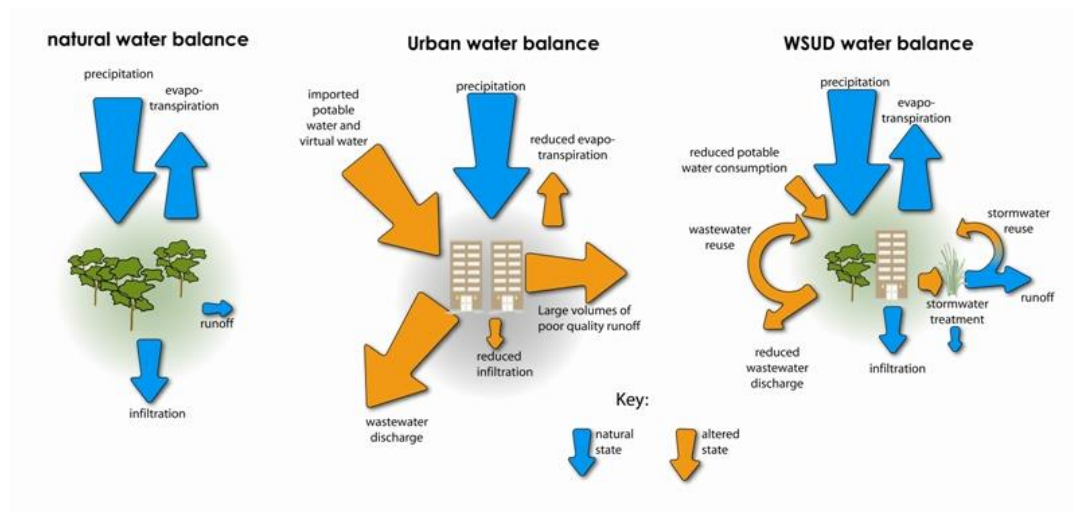 natural water balance
precipitation
evapo-
transpiration
runoff
infiltration
Urban water balance
imported
potable
water and
virtual water
precipitation
reduced evapo-
transpiration
Large volumes of
poor quality runoff
reduced
infiltration
wastewater
discharge
WSUD water balance
precipitation
evapo-
transpiration
reduced potable
water consumption
wastewater
reuse
stormwater
reuse
runoff
stormwater
treatment
infiltration
reduced
wastewater
discharge
Key:
natural
state
altered
state